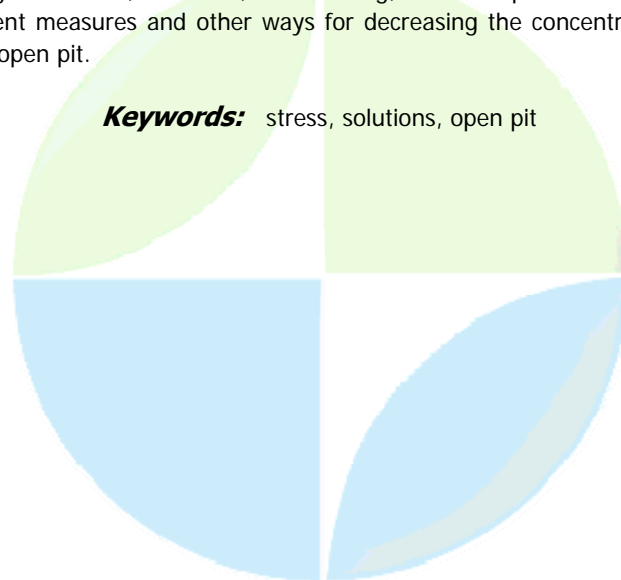 ent measures and other ways for decreasing the concentr
open pit.
Keywords: stress, solutions, open pit